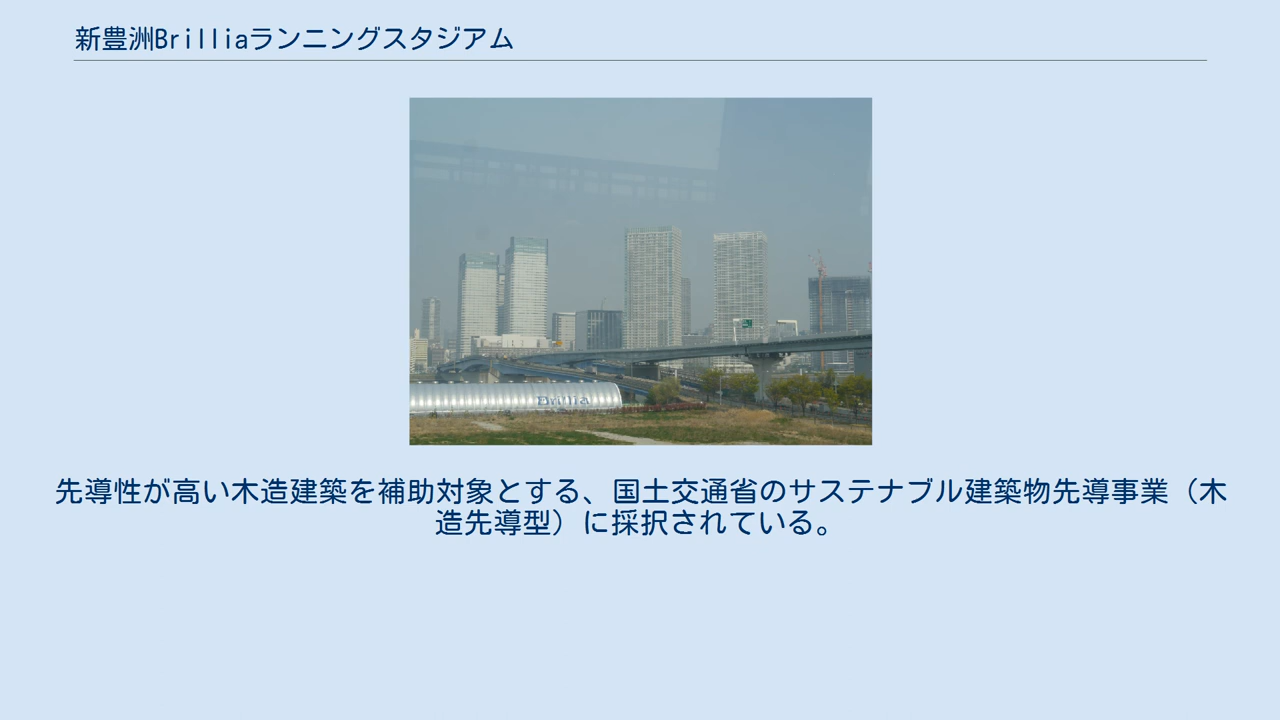 新豊洲Brilliaランニングスタジアム
Brillia
先導性が高い木造建築を補助対象とする、国土交通省のサステナブル建築物先導事業（木
造先導型）に採択されている。